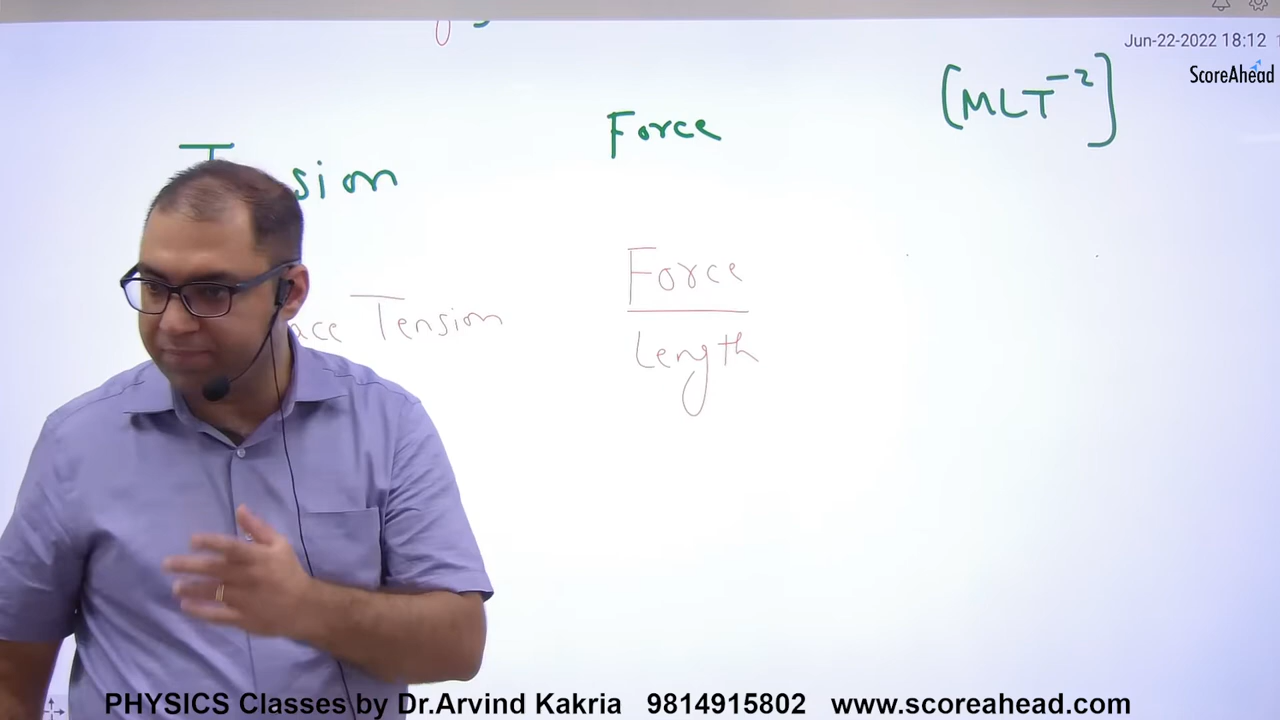 Jun-22-2022 18:12
ScoreAhead
[MLT⁻²]
Force
T sion
Force
ace Tension
Length
PHYSICS Classes by Dr.Arvind Kakria 9814915802 www.scoreahead.com